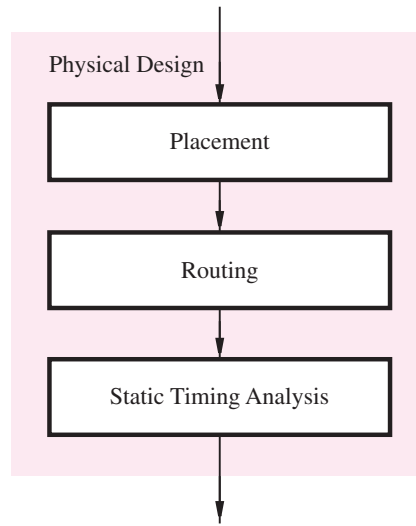 Physical Design
Placement
Routing
Static Timing Analysis